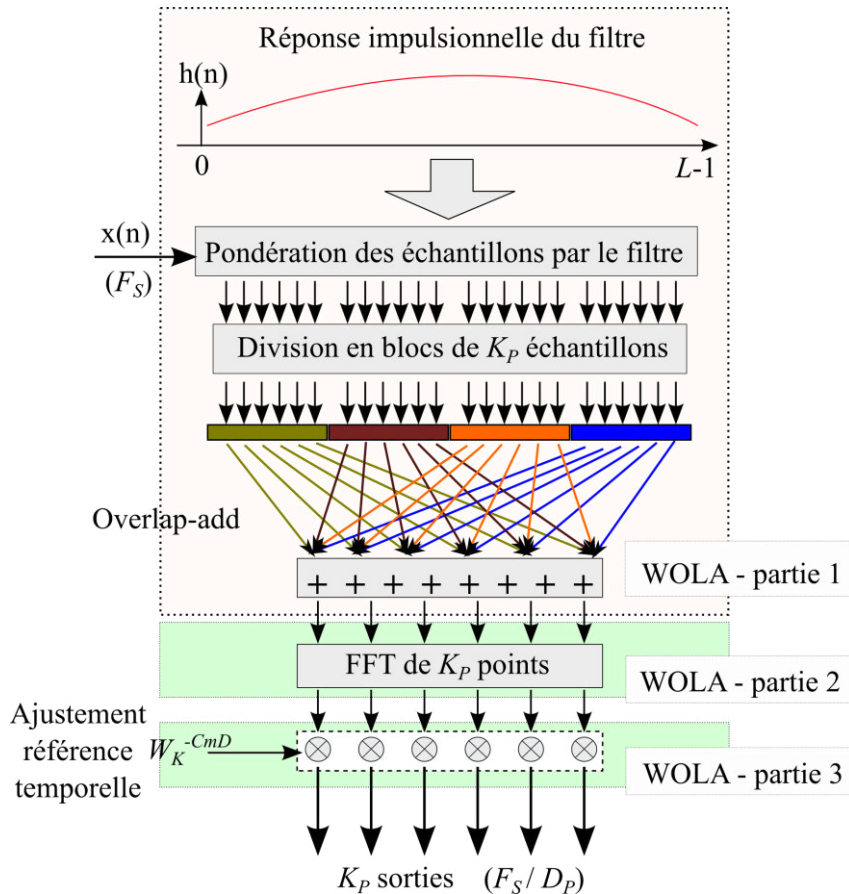 Réponse impulsionnelle du filtre
h(n)
0
L-1
x(n)
(F_S)
Pondération des échantillons par le filtre
Division en blocs de K_P échantillons
Overlap-add
+ + + + + + + +
WOLA - partie 1
FFT de K_P points
WOLA - partie 2
Ajustement
référence
temporelle
W_K^-CmD
WOLA - partie 3
K_P sorties (F_S / D_P)